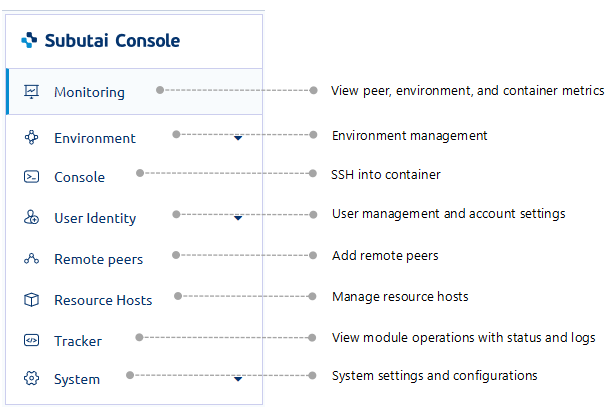 Subutai Console
Monitoring View peer, environment, and container metrics
Environment Environment management
Console SSH into container
User Identity User management and account settings
Remote peers Add remote peers
Resource Hosts Manage resource hosts
Tracker View module operations with status and logs
System System settings and configurations